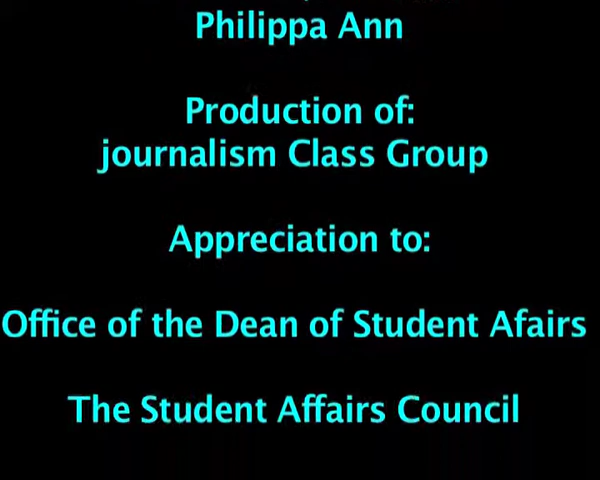 Philippa Ann
Production of:
journalism Class Group
Appreciation to:
Office of the Dean of Student Afairs
The Student Affairs Council